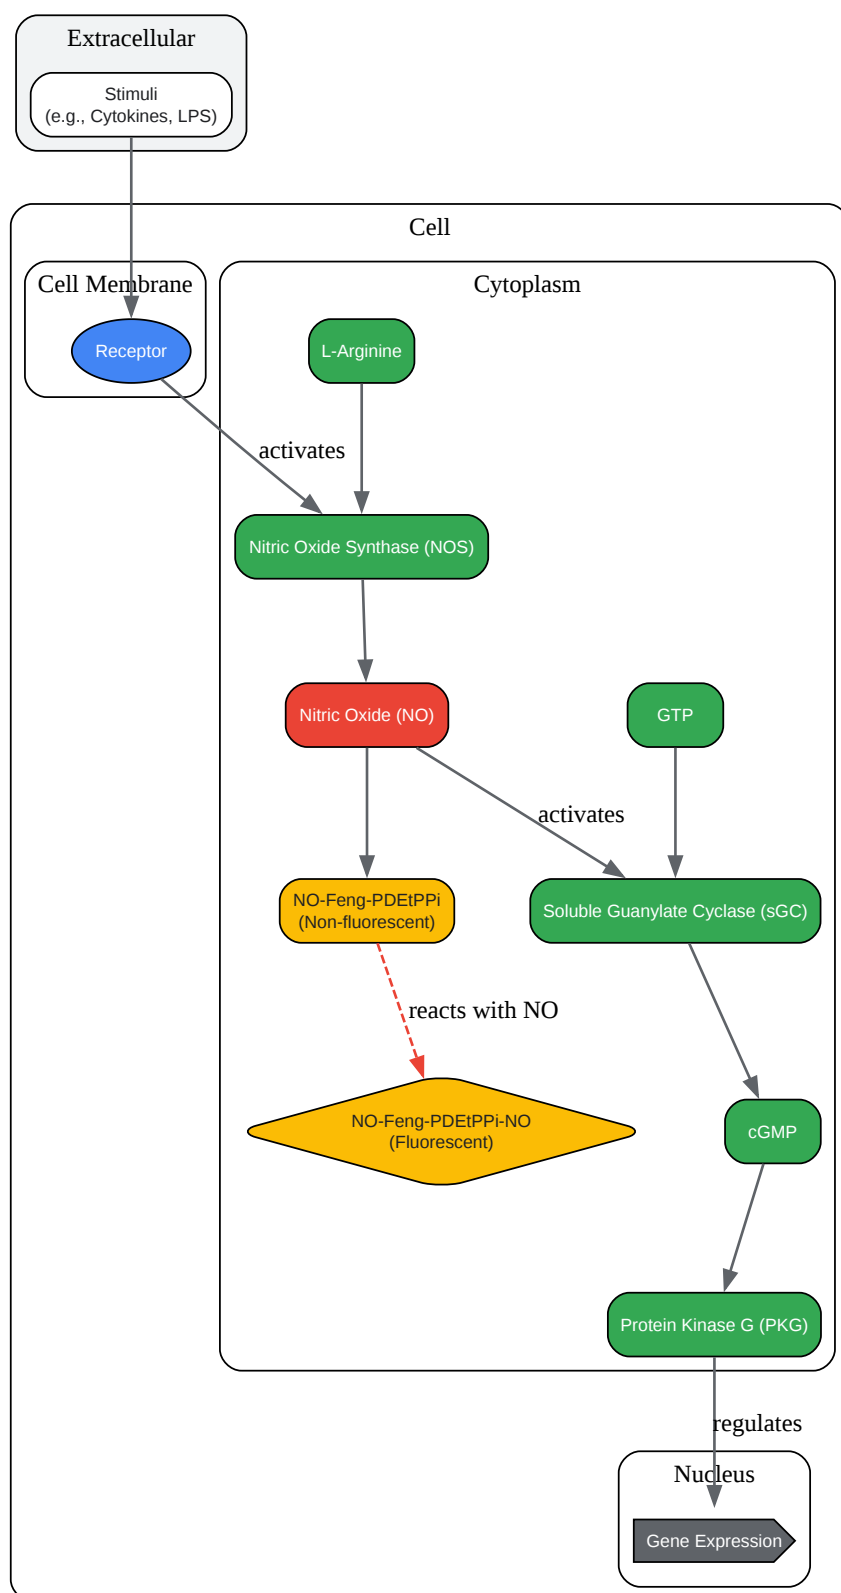 Extracellular
Stimuli
(e.g., Cytokines, LPS)
Cell
Cell Membrane
Cytoplasm
Receptor
L-Arginine
activates
Nitric Oxide Synthase (NOS)
Nitric Oxide (NO)
GTP
activates
NO-Feng-PDEtPPi
(Non-fluorescent)
Soluble Guanylate Cyclase (sGC)
reacts with NO
NO-Feng-PDEtPPi-NO
(Fluorescent)
cGMP
Protein Kinase G (PKG)
regulates
Nucleus
Gene Expression